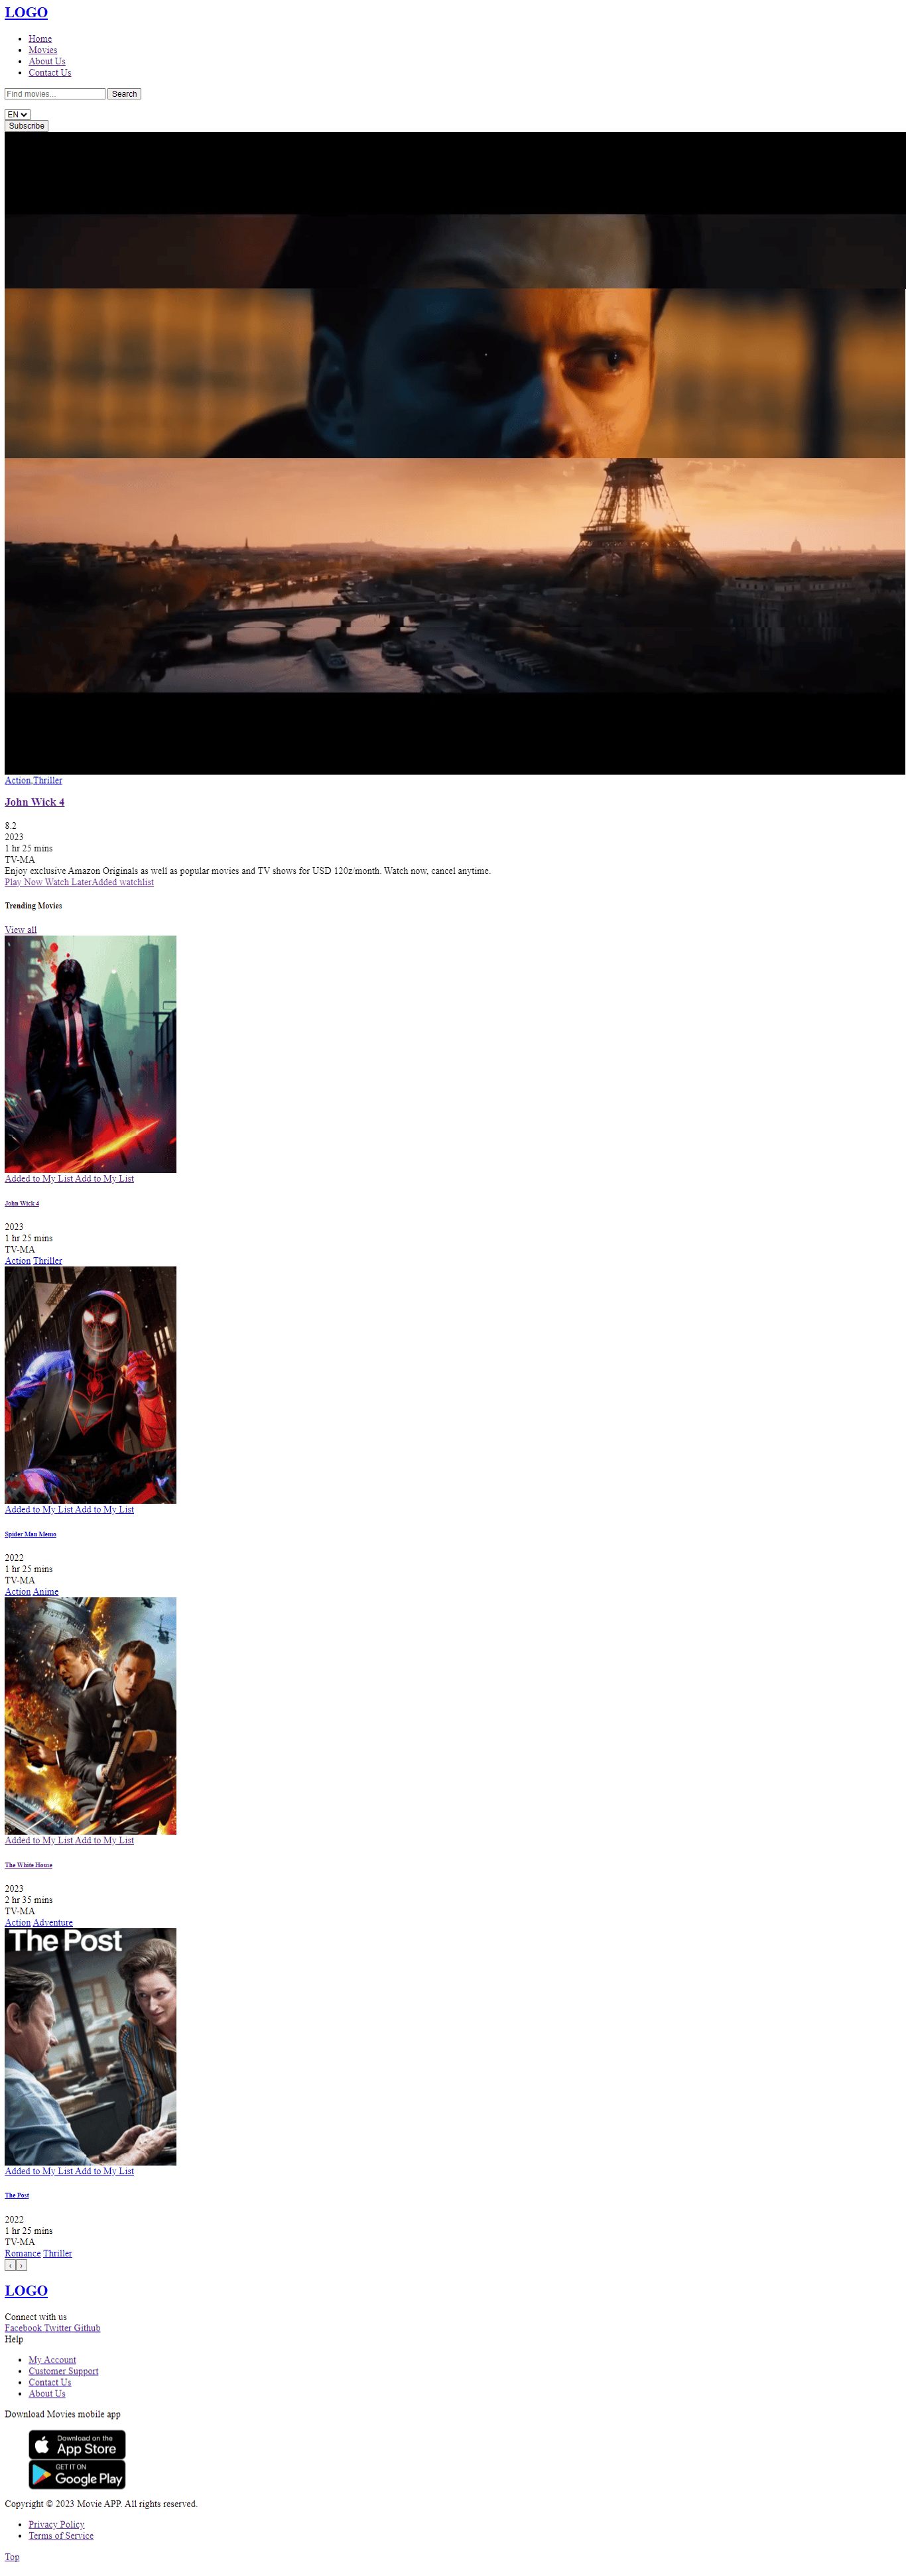 LOGO
Home
Movies
About Us
Contact Us
Find movies... Search
EN
Subscribe
Action,Thriller
John Wick 4
8.2
2023
1 hr 25 mins
TV-MA
Enjoy exclusive Amazon Originals as well as popular movies and TV shows for USD 120z/month. Watch now, cancel anytime.
Play Now Watch LaterAdded watchlist
Trending Movies
View all
Added to My List Add to My List
John Wick 4
2023
1 hr 25 mins
TV-MA
Action Thriller
Added to My List Add to My List
Spider Man Memo
2022
1 hr 25 mins
TV-MA
Action Anime
Added to My List Add to My List
The White House
2023
2 hr 35 mins
TV-MA
Action Adventure
The Post
Added to My List Add to My List
The Post
2022
1 hr 25 mins
TV-MA
Romance Thriller
‹ ›
LOGO
Connect with us
Facebook Twitter Github
Help
My Account
Customer Support
Contact Us
About Us
Download Movies mobile app
Download on the
App Store
GET IT ON
Google Play
Copyright © 2023 Movie APP. All rights reserved.
Privacy Policy
Terms of Service
Top